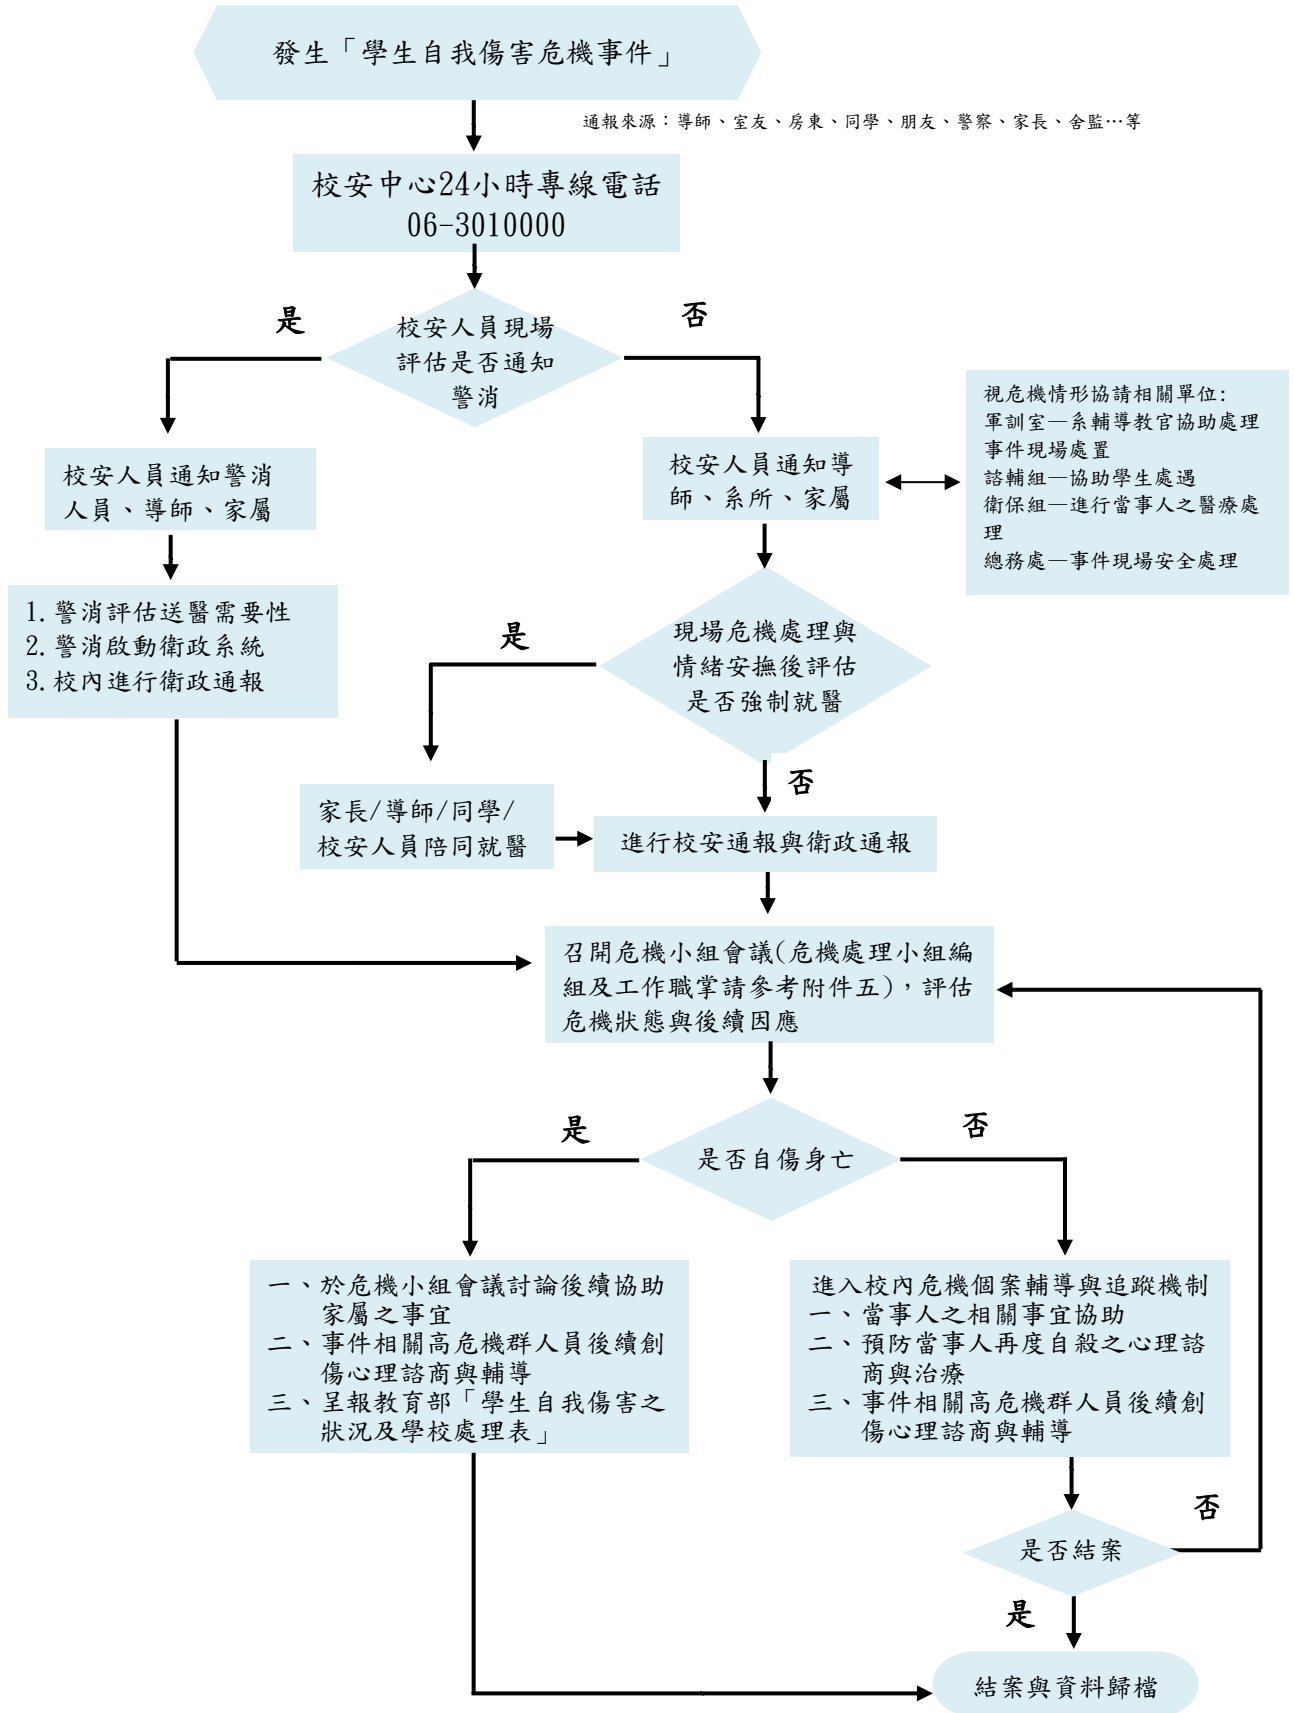 發生「學生自我傷害危機事件」
通報來源：導師、室友、房東、同學、朋友、警察、家長、舍監…等
校安中心24小時專線電話
06-3010000
是
否
校安人員現場
評估是否通知
警消
視危機情形協請相關單位:
軍訓室—系輔導教官協助處理
事件現場處置
諮輔組—協助學生處遇
衛保組—進行當事人之醫療處
理
總務處—事件現場安全處理
校安人員通知警消
人員、導師、家屬
校安人員通知導
師、系所、家屬
1.警消評估送醫需要性
2.警消啟動衛政系統
3.校內進行衛政通報
是
現場危機處理與
情緒安撫後評估
是否強制就醫
否
家長/導師/同學/
校安人員陪同就醫
進行校安通報與衛政通報
召開危機小組會議(危機處理小組編
組及工作職掌請參考附件五)，評估
危機狀態與後續因應
是
否
是否自傷身亡
一、於危機小組會議討論後續協助
家屬之事宜
二、事件相關高危機群人員後續創
傷心理諮商與輔導
三、呈報教育部「學生自我傷害之
狀況及學校處理表」
進入校內危機個案輔導與追蹤機制
一、當事人之相關事宜協助
二、預防當事人再度自殺之心理諮
商與治療
三、事件相關高危機群人員後續創
傷心理諮商與輔導
否
是否結案
是
結案與資料歸檔